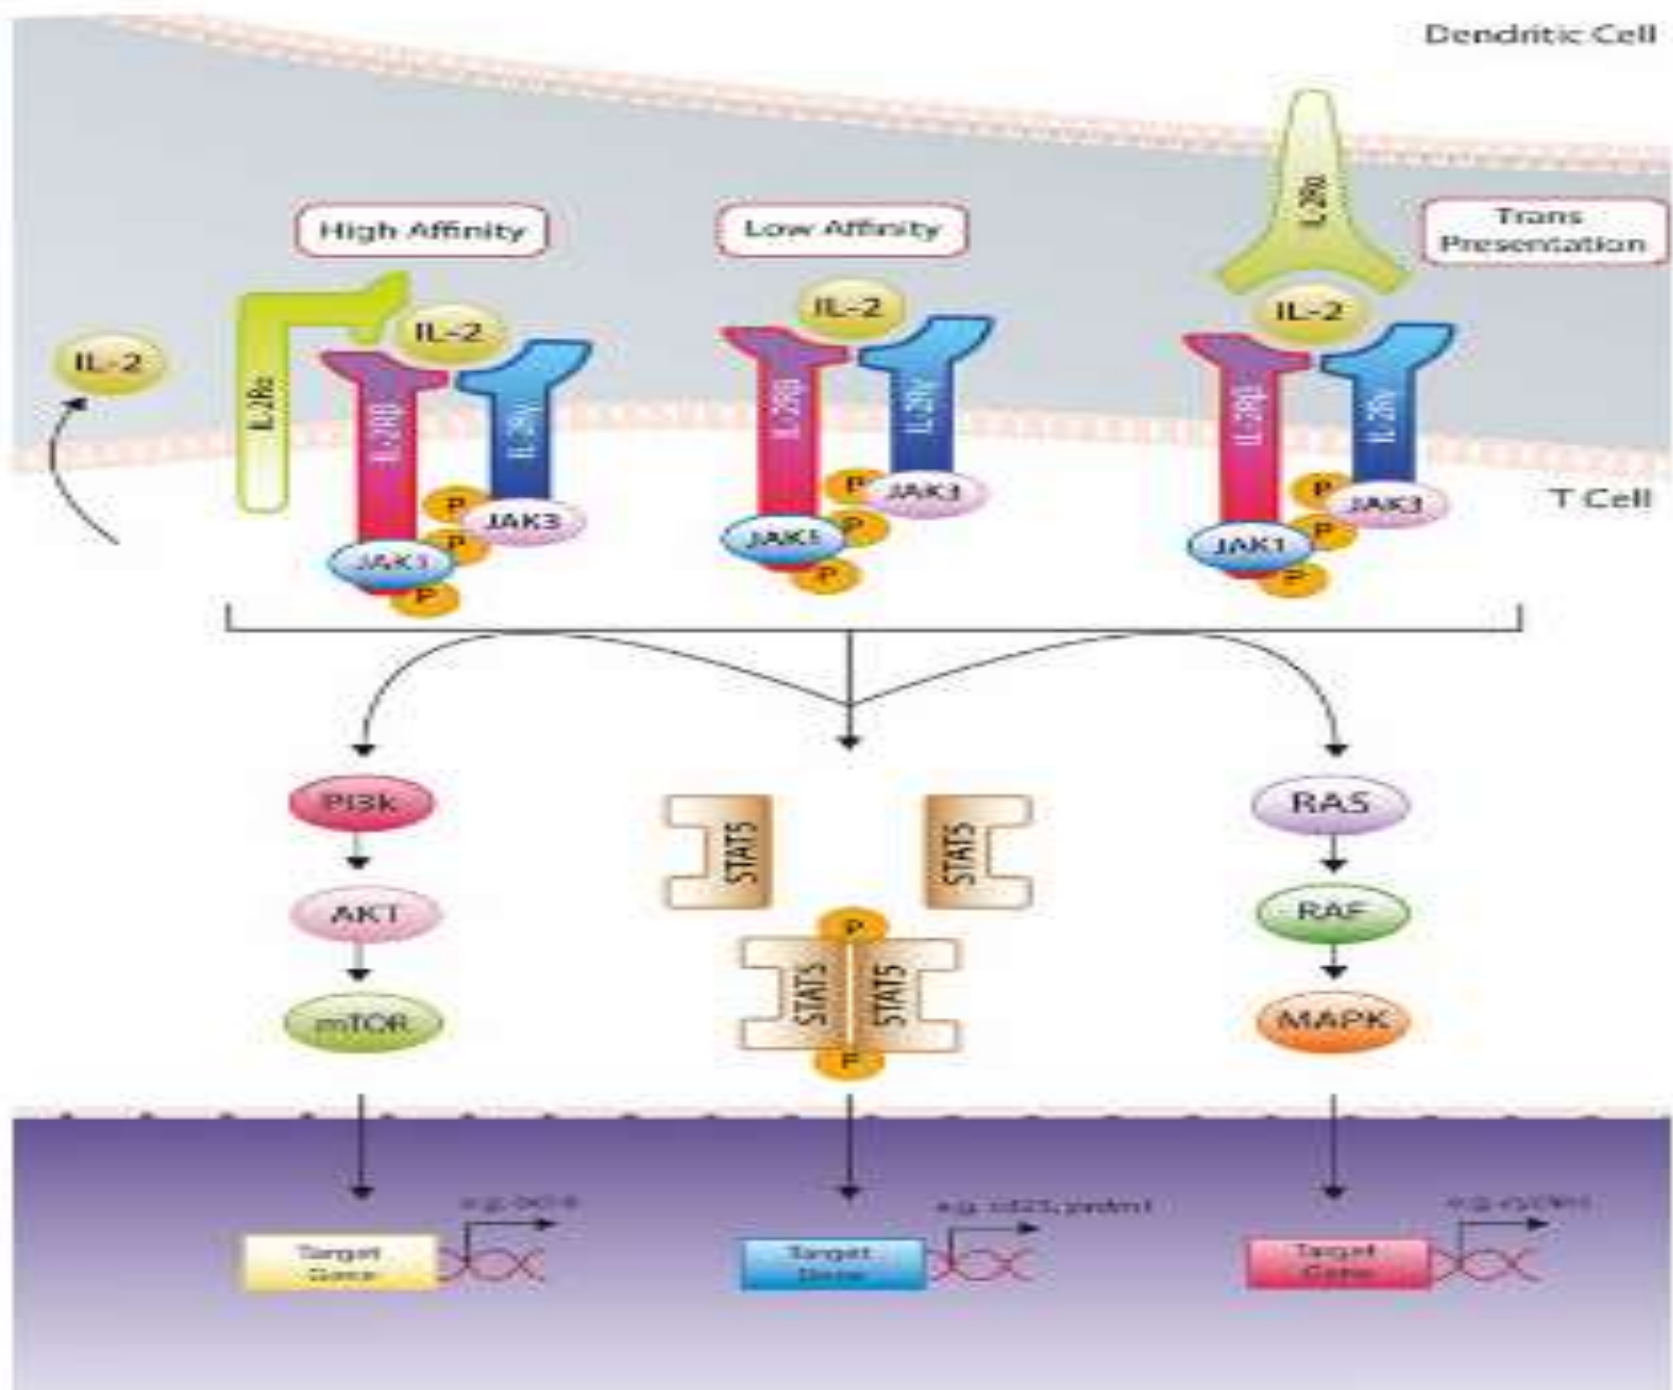 Dendritic Cell
High Affinity
Low Affinity
Trans
Presentation
IL-2Rα
IL-2
IL-2
IL-2
IL-2
IL-2Rα
IL-2Rβ
IL-2Rγ
IL-2Rβ
IL-2Rγ
IL-2Rβ
IL-2Rγ
T Cell
P
JAK3
P
JAK1
P
P
JAK3
P
JAK1
P
P
JAK3
P
JAK1
P
PI3k
AKT
mTOR
STAT5
STAT5
P
STAT5
STAT5
P
RAS
RAF
MAPK
e.g.
Target
Gene
e.g. cd25, prdm1
Target
Gene
e.g.
Target
Gene